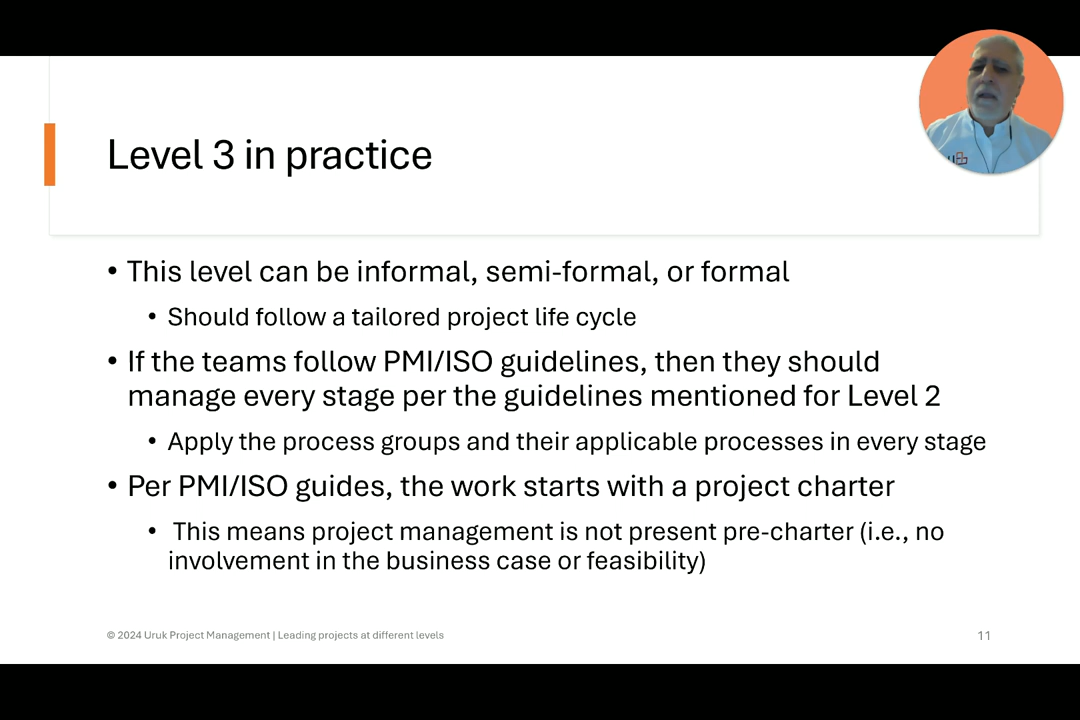 Level 3 in practice
• This level can be informal, semi-formal, or formal
• Should follow a tailored project life cycle
• If the teams follow PMI/ISO guidelines, then they should
manage every stage per the guidelines mentioned for Level 2
• Apply the process groups and their applicable processes in every stage
• Per PMI/ISO guides, the work starts with a project charter
• This means project management is not present pre-charter (i.e., no
involvement in the business case or feasibility)
© 2024 Uruk Project Management | Leading projects at different levels
11